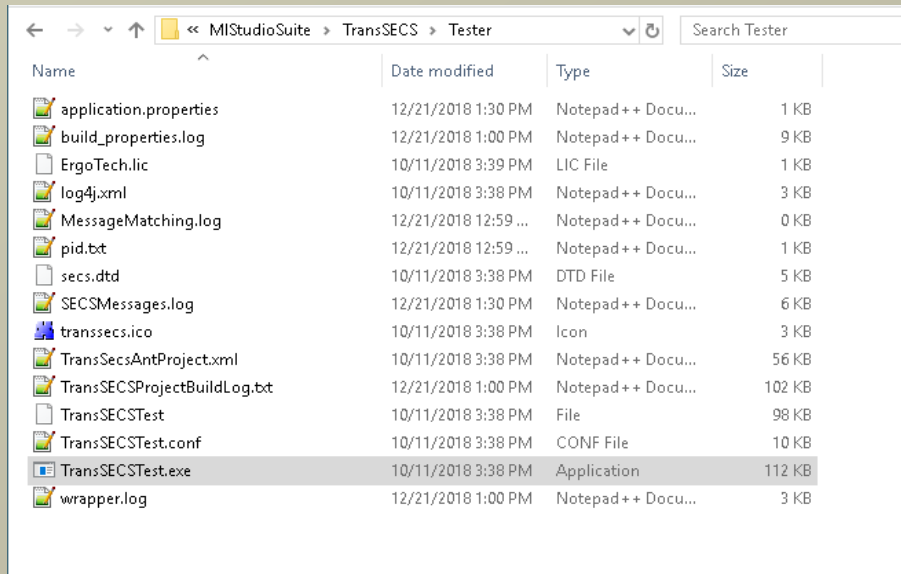 « MIStudioSuite > TransSECS > Tester Search Tester
Name Date modified Type Size
application.properties 12/21/2018 1:30 PM Notepad++ Docu... 1 KB
build_properties.log 12/21/2018 1:00 PM Notepad++ Docu... 9 KB
ErgoTech.lic 10/11/2018 3:39 PM LIC File 1 KB
log4j.xml 10/11/2018 3:38 PM Notepad++ Docu... 3 KB
MessageMatching.log 12/21/2018 12:59 ... Notepad++ Docu... 0 KB
pid.txt 12/21/2018 12:59 ... Notepad++ Docu... 1 KB
secs.dtd 10/11/2018 3:38 PM DTD File 5 KB
SECSMessages.log 12/21/2018 1:30 PM Notepad++ Docu... 6 KB
transsecs.ico 10/11/2018 3:38 PM Icon 3 KB
TransSecsAntProject.xml 10/11/2018 3:38 PM Notepad++ Docu... 56 KB
TransSECSProjectBuildLog.txt 12/21/2018 1:00 PM Notepad++ Docu... 102 KB
TransSECSTest 10/11/2018 3:38 PM File 98 KB
TransSECSTest.conf 10/11/2018 3:38 PM CONF File 10 KB
TransSECSTest.exe 10/11/2018 3:38 PM Application 112 KB
wrapper.log 12/21/2018 1:00 PM Notepad++ Docu... 3 KB